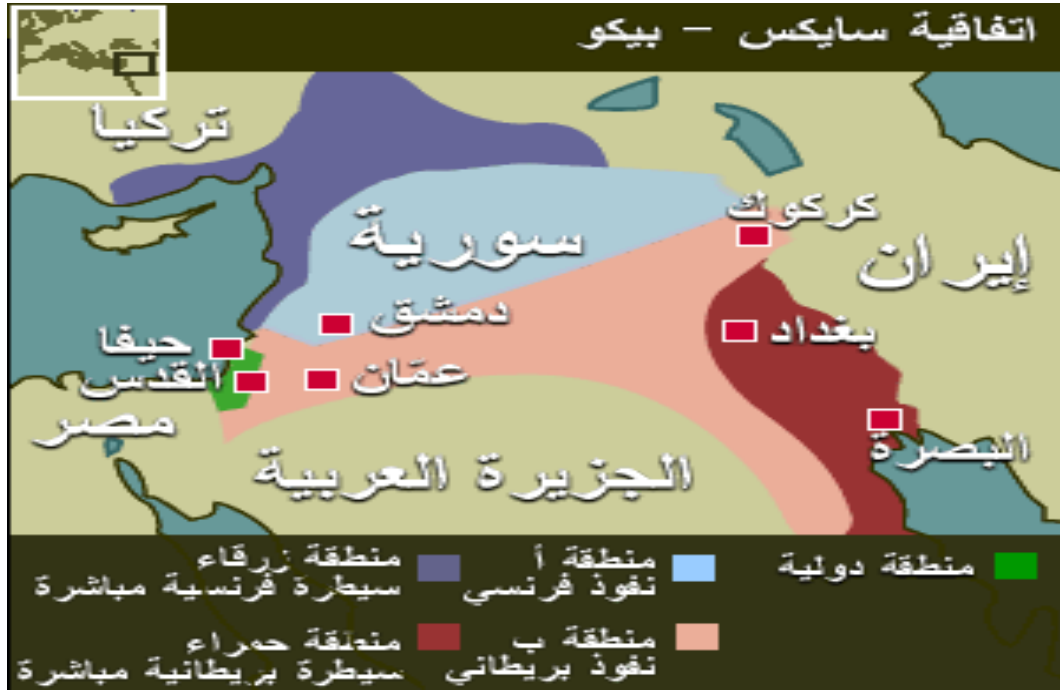 اتفاقية سايكس – بيكو
تركيا
كركوك
سورية
إيران
دمشق
بغداد
حيفا
عمّان
القدس
مصر
البصرة
الجزيرة العربية
منطقة دولية
منطقة أ
نفوذ فرنسي
منطقة زرقاء
سيطرة فرنسية مباشرة
منطقة ب
نفوذ بريطاني
منطقة حمراء
سيطرة بريطانية مباشرة